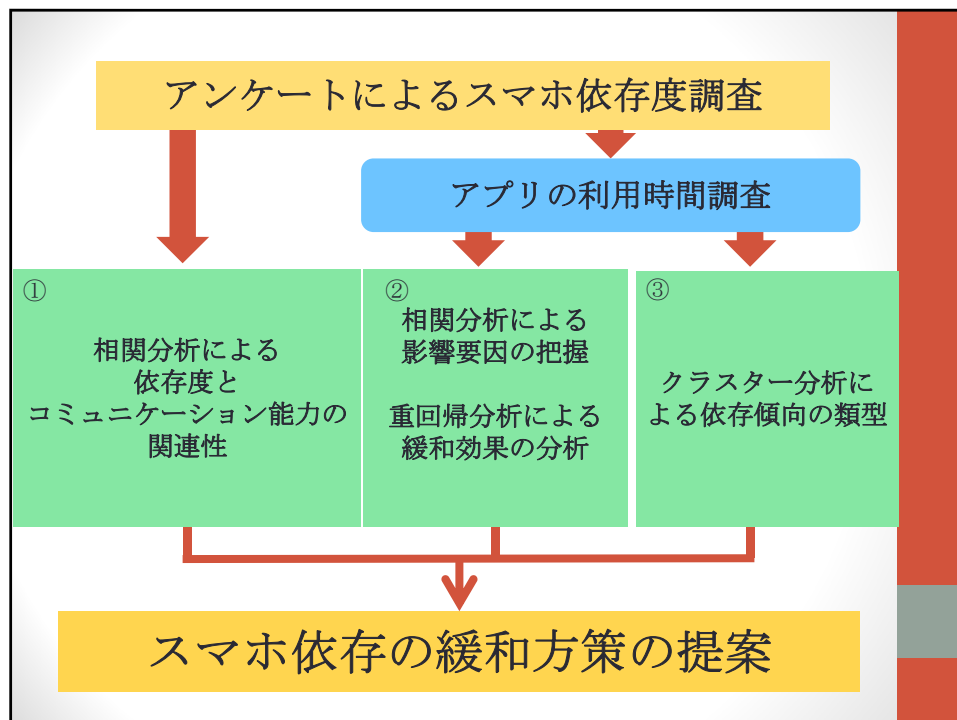 アンケートによるスマホ依存度調査
アプリの利用時間調査
①
相関分析による
依存度と
コミュニケーション能力の
関連性
②
相関分析による
影響要因の把握
重回帰分析による
緩和効果の分析
③
クラスター分析に
よる依存傾向の類型
スマホ依存の緩和方策の提案